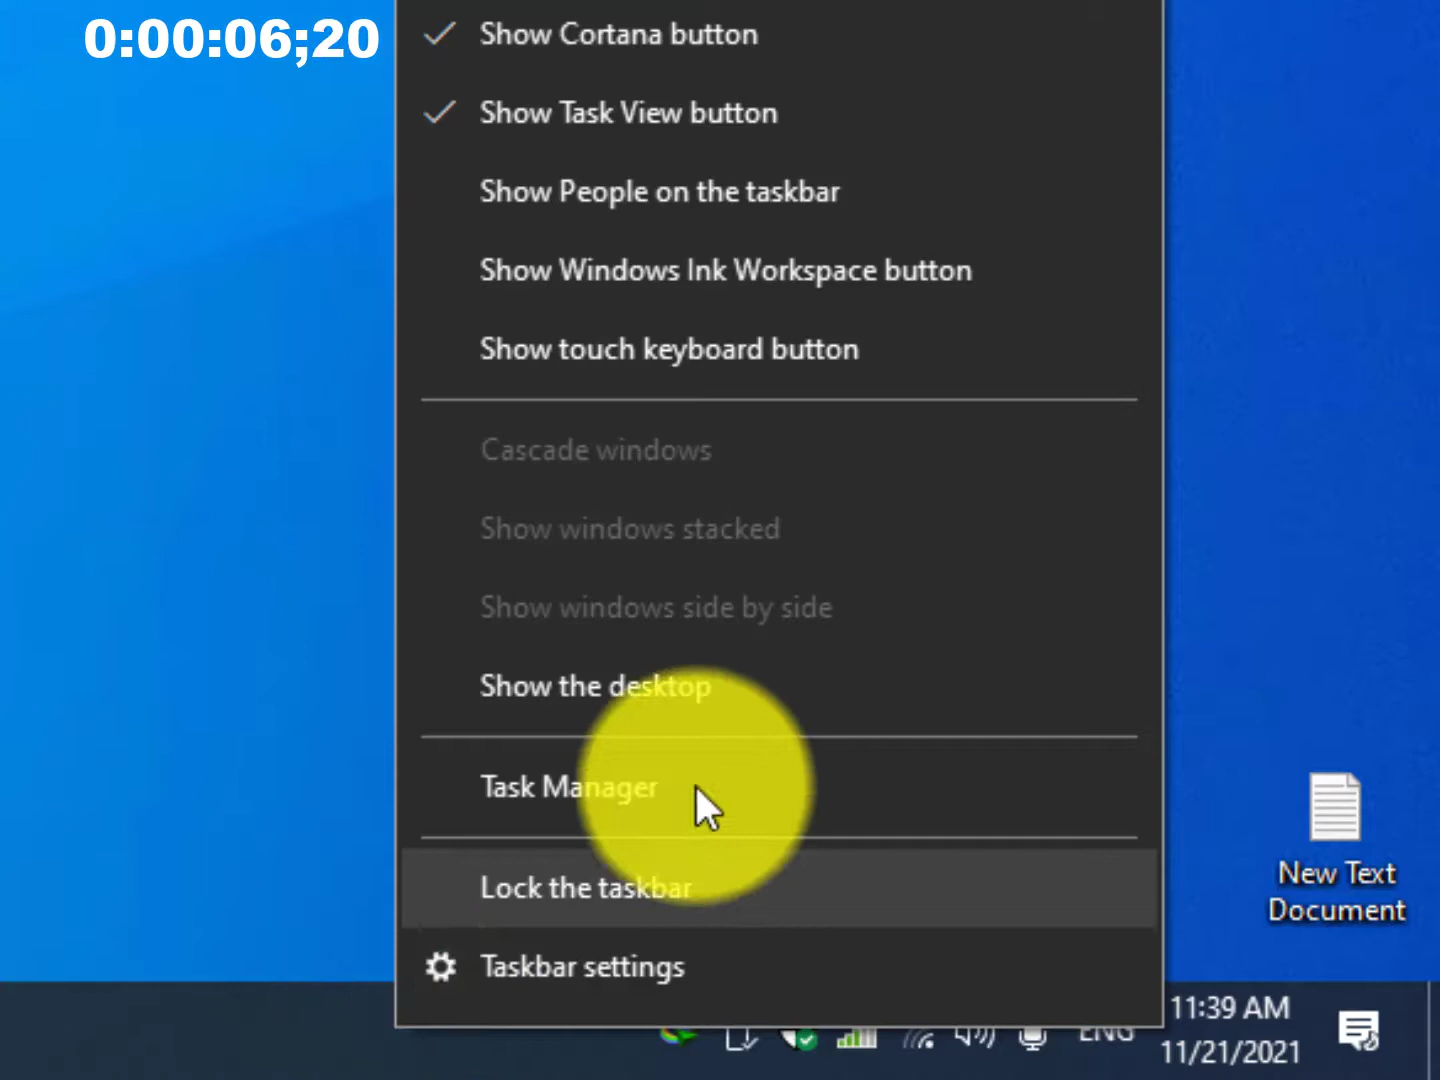 0:00:06;20
Show Cortana button
Show Task View button
Show People on the taskbar
Show Windows Ink Workspace button
Show touch keyboard button
Cascade windows
Show windows stacked
Show windows side by side
Show the desktop
Task Manager
Lock the taskbar
Taskbar settings
New Text
Document
ENG
11:39 AM
11/21/2021